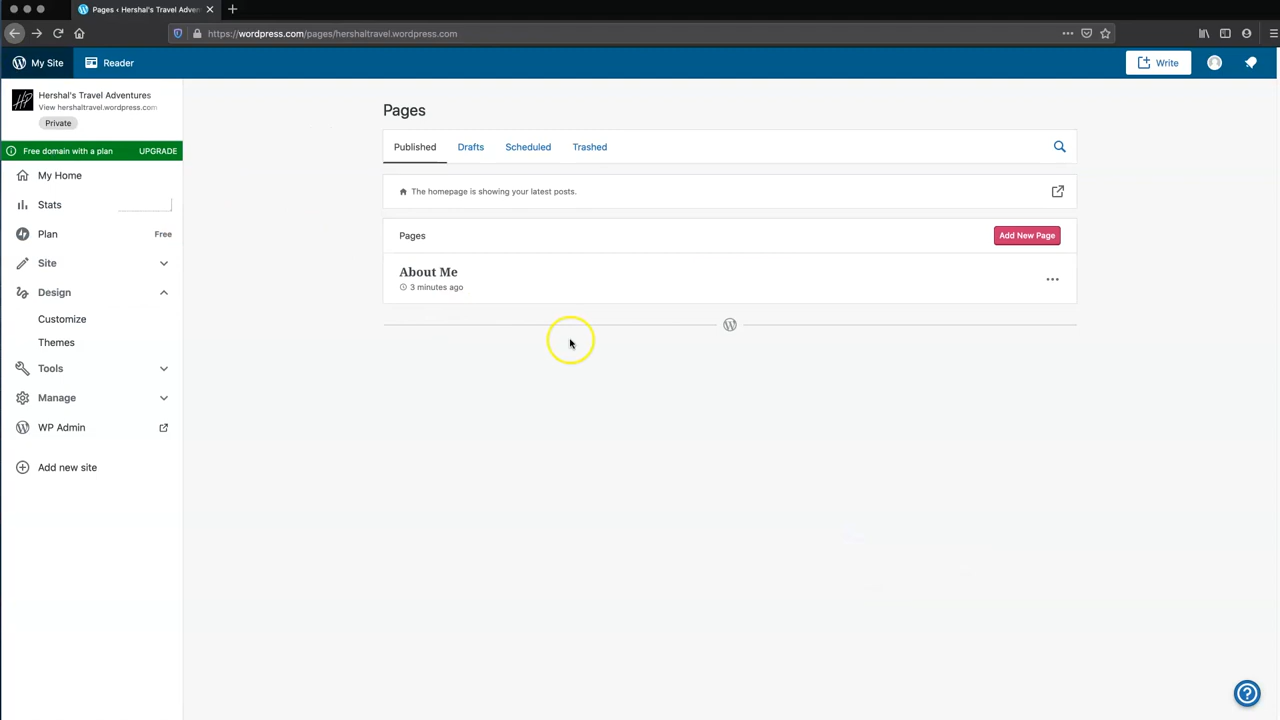 Pages ‹ Hershal's Travel Adven
https://wordpress.com/pages/hershaltravel.wordpress.com
My Site
Reader
Write
HP
Hershal's Travel Adventures
View hershaltravel.wordpress.com
Private
Free domain with a plan UPGRADE
My Home
Stats
Plan Free
Site
Design
Customize
Themes
Tools
Manage
WP Admin
Add new site
Pages
Published Drafts Scheduled Trashed
The homepage is showing your latest posts.
Pages Add New Page
About Me
3 minutes ago